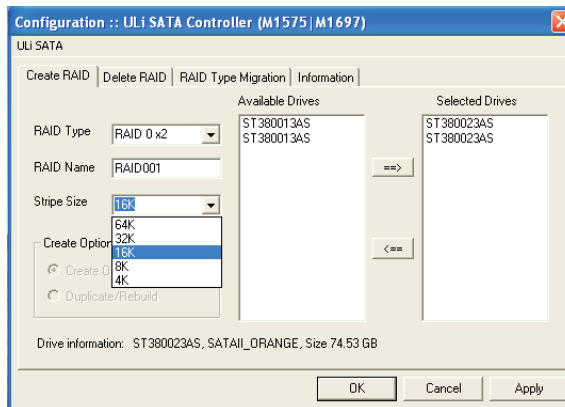 Configuration :: ULi SATA Controller (M1575|M1697)
ULi SATA
Create RAID Delete RAID RAID Type Migration Information
Available Drives Selected Drives
RAID Type RAID 0 x2
ST380013AS
ST380013AS
ST380023AS
ST380023AS
RAID Name RAID001
==>
Stripe Size 16K
64K
32K
16K
8K
4K
Create Option
Create O
Duplicate/Rebuild
<==
Drive information: ST380023AS, SATAII_ORANGE, Size 74.53 GB
OK Cancel Apply